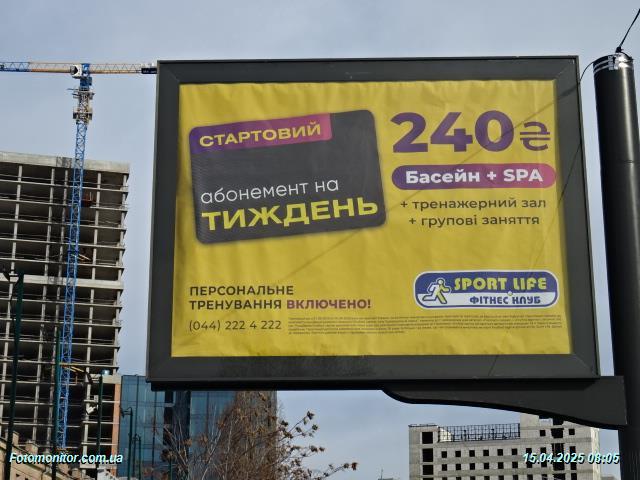 СТАРТОВИЙ
абонемент на
ТИЖДЕНЬ
240₴
Басейн + SPA
+ тренажерний зал
+ групові заняття
ПЕРСОНАЛЬНЕ
ТРЕНУВАННЯ ВКЛЮЧЕНО!
(044) 222 4 222
SPORT LIFE
ФІТНЕС КЛУБ
Fotomonitor.com.ua
15.04.2025 08:05